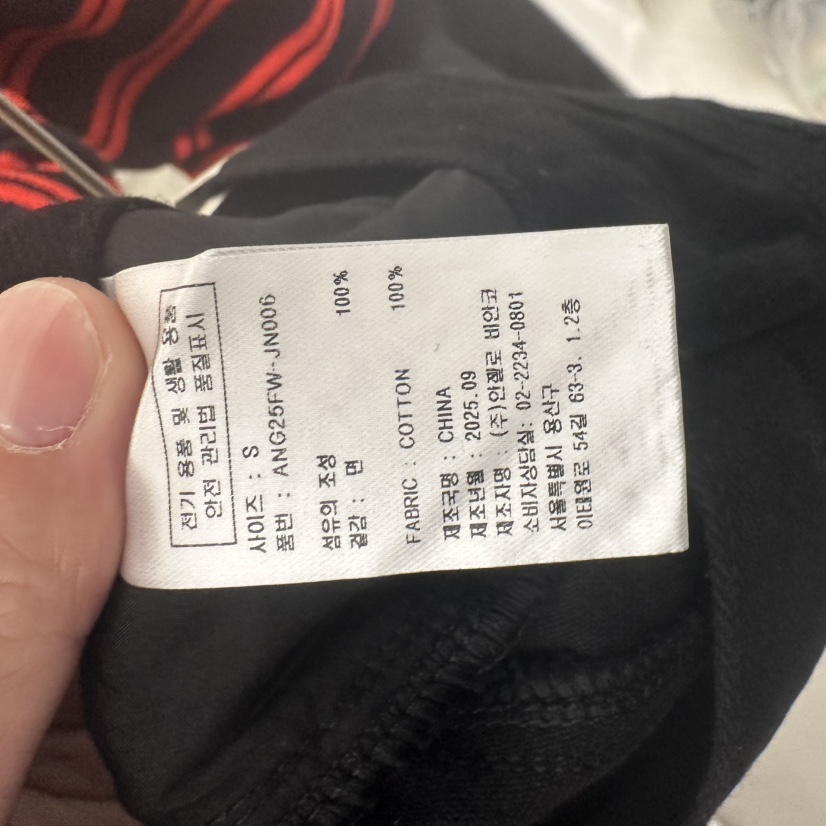 전기 용품 및 생활 용품
안전 관리법 품질표시
사이즈 : S
품번 : ANG25FW-JN006
섬유의 조성
겉감 : 면 100%
FABRIC : COTTON 100%
제조국명 : CHINA
제조년월 : 2025.09
제조자명 : (주)안젤로 비안코
소비자상담실: 02-2234-0801
서울특별시 용산구
이태원로 54길 63-3. 1.2층